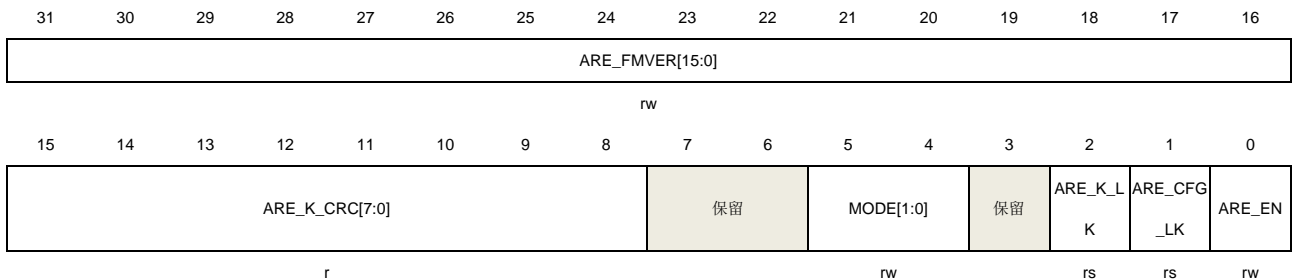 31 30 29 28 27 26 25 24 23 22 21 20 19 18 17 16
ARE_FMVER[15:0]
rw
15 14 13 12 11 10 9 8 7 6 5 4 3 2 1 0
ARE_K_CRC[7:0] 保留 MODE[1:0] 保留 ARE_K_L ARE_CFG ARE_EN
K _LK
r rw rs rs rw